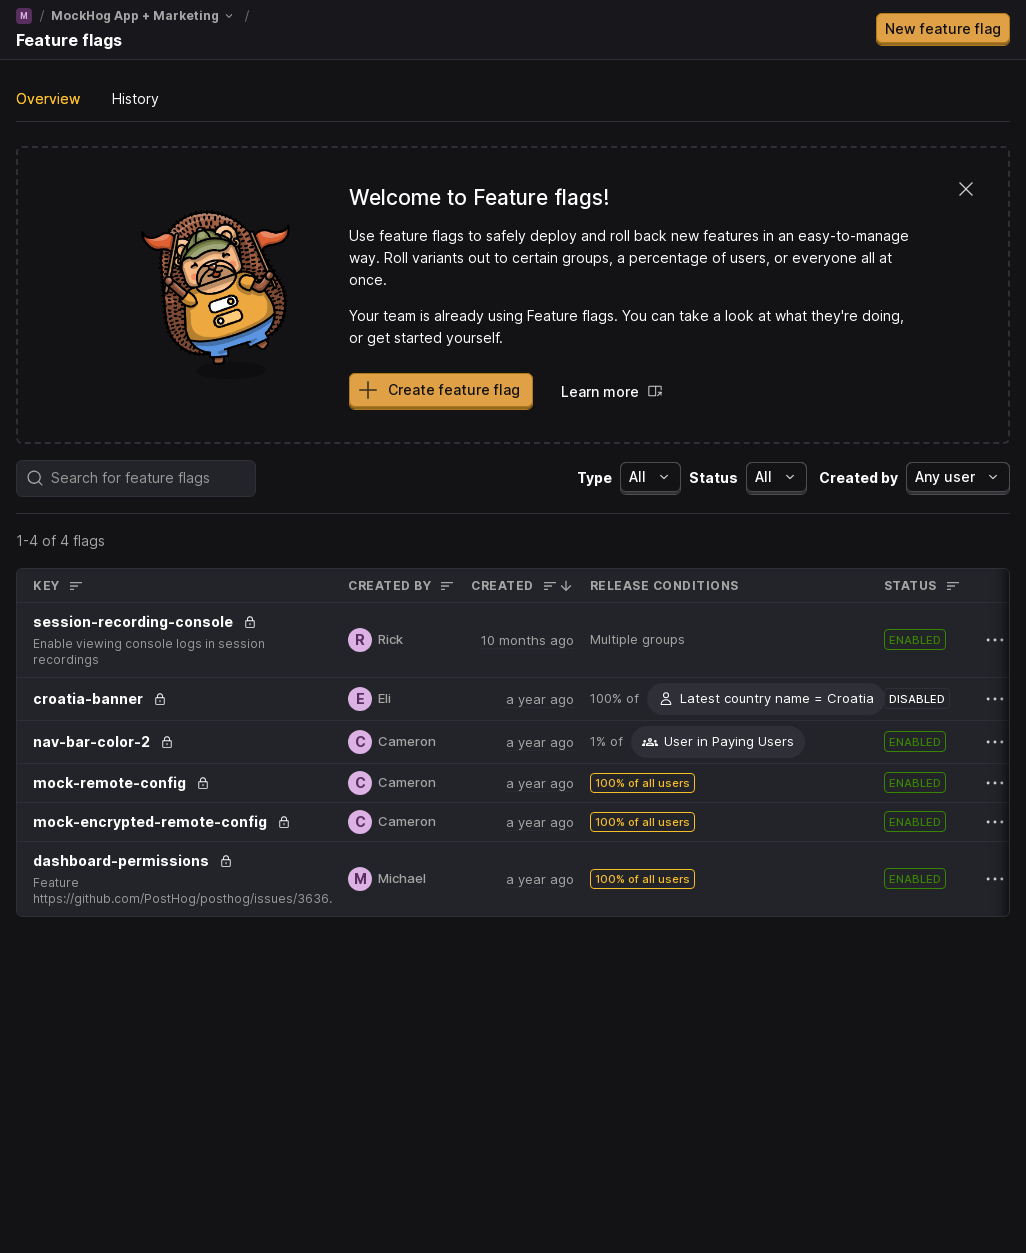 M / MockHog App + Marketing /
Feature flags
New feature flag
Overview History
Welcome to Feature flags!
Use feature flags to safely deploy and roll back new features in an easy-to-manage
way. Roll variants out to certain groups, a percentage of users, or everyone all at
once.
Your team is already using Feature flags. You can take a look at what they're doing,
or get started yourself.
Create feature flag Learn more
Search for feature flags Type All Status All Created by Any user
1-4 of 4 flags
KEY CREATED BY CREATED RELEASE CONDITIONS STATUS
session-recording-console
Enable viewing console logs in session
recordings
R Rick 10 months ago Multiple groups ENABLED
croatia-banner E Eli a year ago 100% of Latest country name = Croatia DISABLED
nav-bar-color-2 C Cameron a year ago 1% of User in Paying Users ENABLED
mock-remote-config C Cameron a year ago 100% of all users ENABLED
mock-encrypted-remote-config C Cameron a year ago 100% of all users ENABLED
dashboard-permissions
Feature
https://github.com/PostHog/posthog/issues/3636.
M Michael a year ago 100% of all users ENABLED